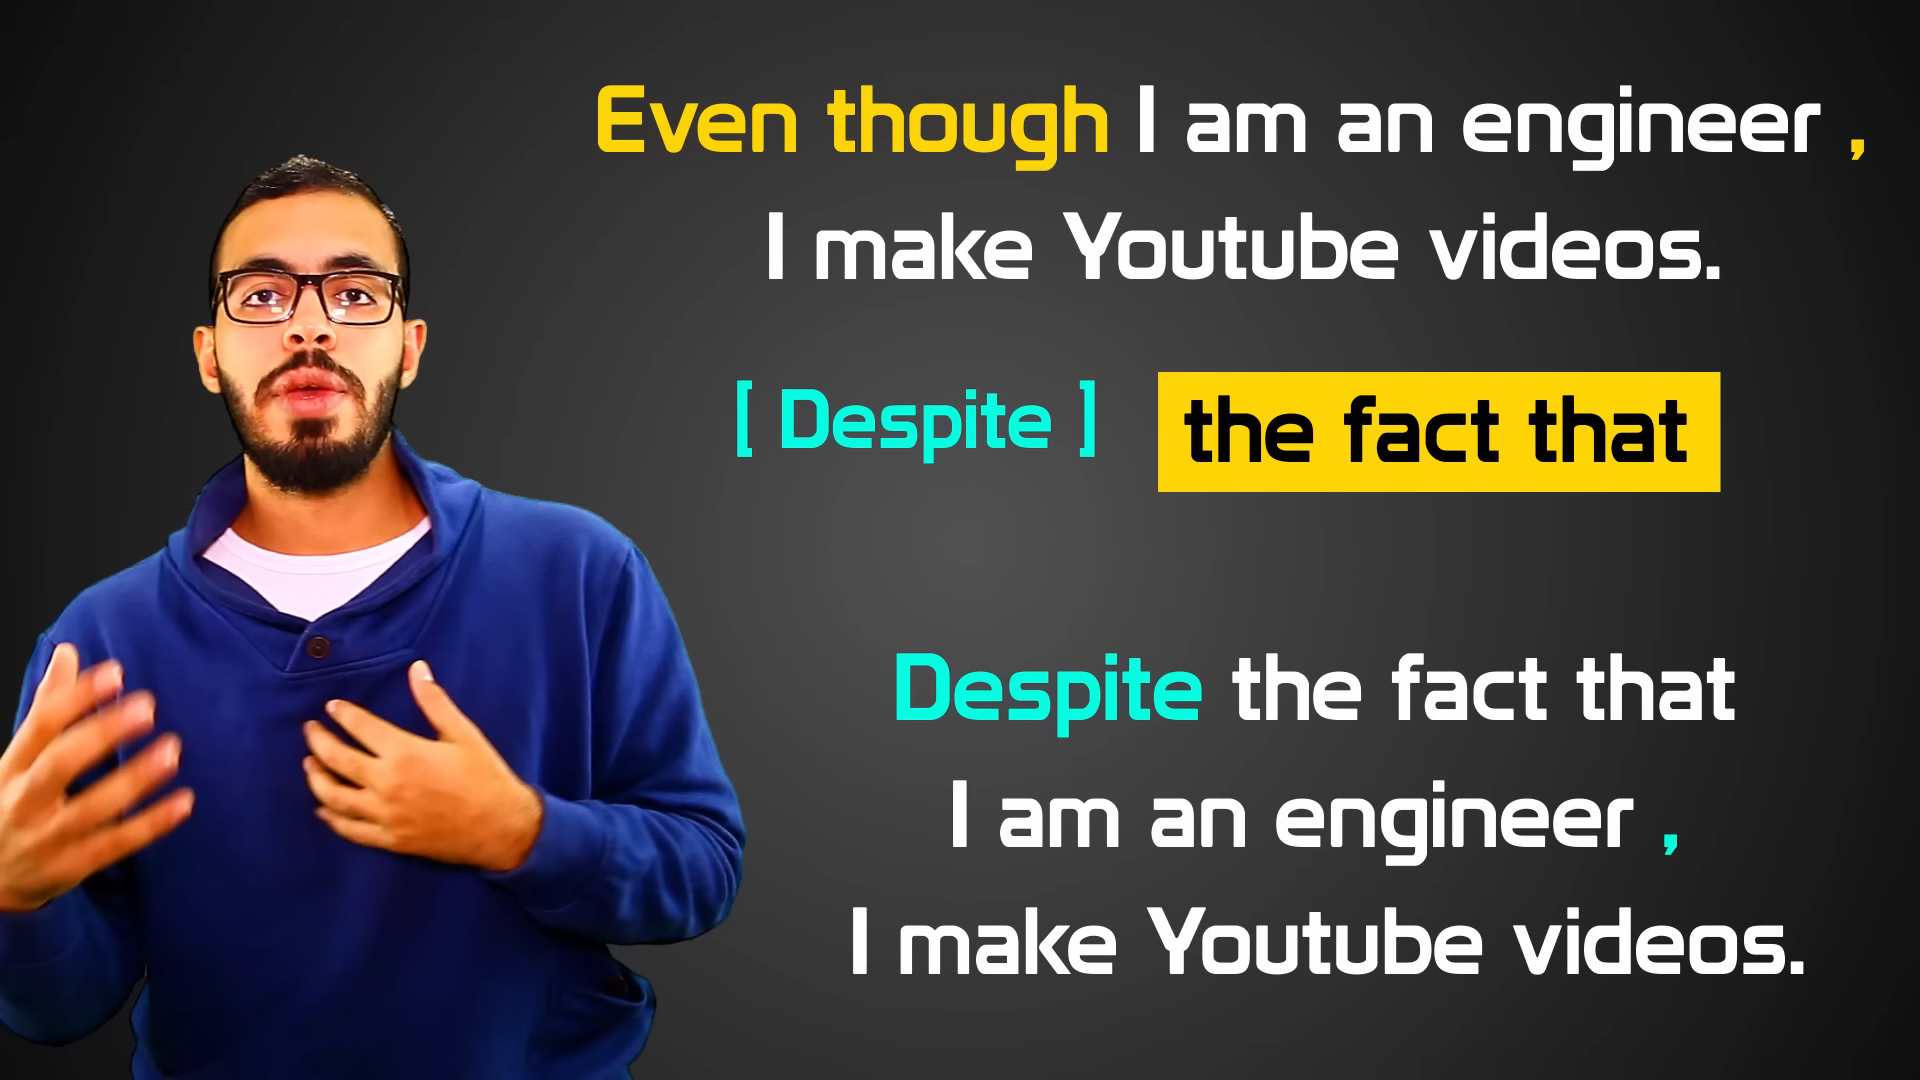 Even though I am an engineer ,
I make Youtube videos.
[ Despite ] the fact that
Despite the fact that
I am an engineer ,
I make Youtube videos.